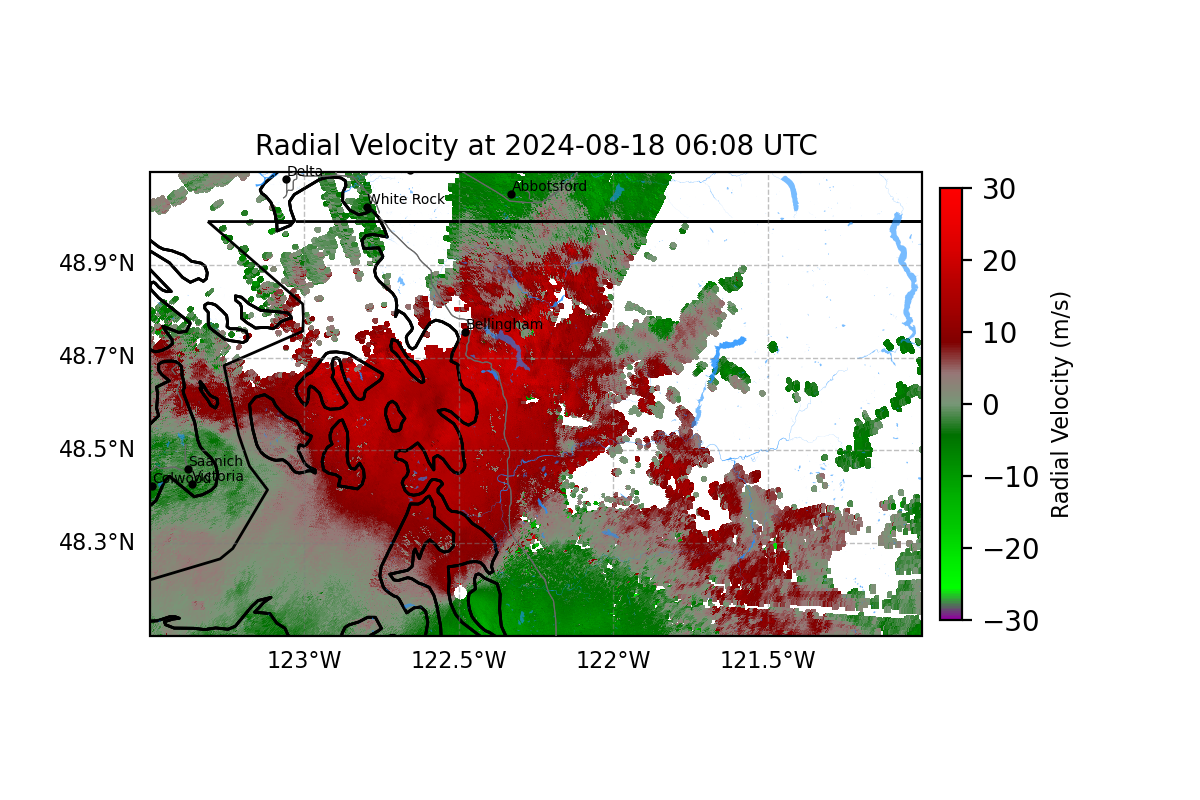 Radial Velocity at 2024-08-18 06:08 UTC
Delta
Abbotsford
White Rock
Bellingham
Saanich
Victoria
Colwood
48.9°N
48.7°N
48.5°N
48.3°N
123°W
122.5°W
122°W
121.5°W
30
20
10
0
−10
−20
−30
Radial Velocity (m/s)